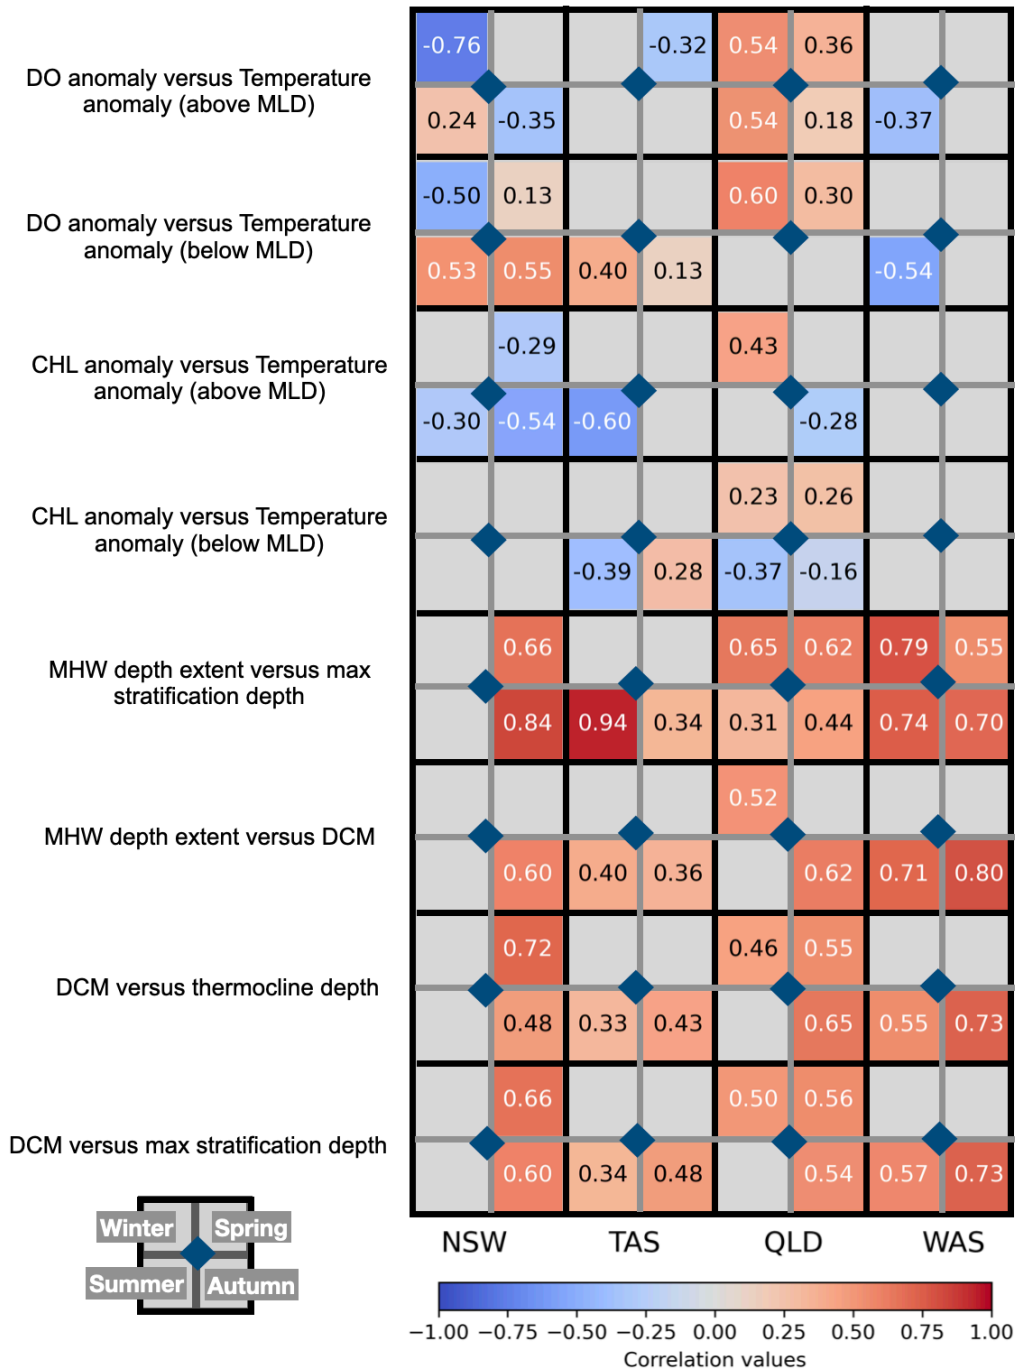 -0.76 -0.32 0.54 0.36
DO anomaly versus Temperature
anomaly (above MLD)
0.24 -0.35 0.54 0.18 -0.37
-0.50 0.13 0.60 0.30
DO anomaly versus Temperature
anomaly (below MLD)
0.53 0.55 0.40 0.13 -0.54
-0.29 0.43
CHL anomaly versus Temperature
anomaly (above MLD)
-0.30 -0.54 -0.60 -0.28
0.23 0.26
CHL anomaly versus Temperature
anomaly (below MLD)
-0.39 0.28 -0.37 -0.16
0.66 0.65 0.62 0.79 0.55
MHW depth extent versus max
stratification depth
0.84 0.94 0.34 0.31 0.44 0.74 0.70
0.52
MHW depth extent versus DCM
0.60 0.40 0.36 0.62 0.71 0.80
0.72 0.46 0.55
DCM versus thermocline depth
0.48 0.33 0.43 0.65 0.55 0.73
0.66 0.50 0.56
DCM versus max stratification depth
0.60 0.34 0.48 0.54 0.57 0.73
Winter Spring
Summer Autumn
NSW TAS QLD WAS
−1.00 −0.75 −0.50 −0.25 0.00 0.25 0.50 0.75 1.00
Correlation values